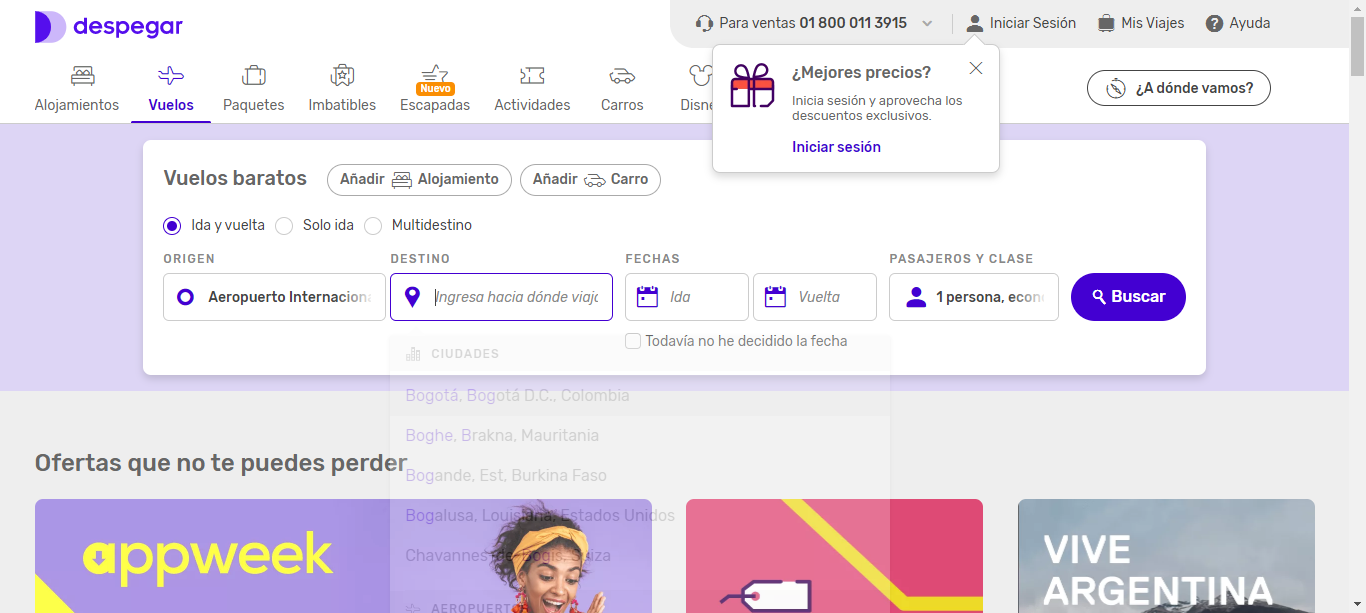 despegar
Para ventas 01 800 011 3915
Iniciar Sesión
Mis Viajes
Ayuda
Alojamientos
Vuelos
Paquetes
Imbatibles
Nuevo
Escapadas
Actividades
Carros
Disne
¿A dónde vamos?
¿Mejores precios?
Inicia sesión y aprovecha los
descuentos exclusivos.
Iniciar sesión
Vuelos baratos
Añadir Alojamiento
Añadir Carro
Ida y vuelta
Solo ida
Multidestino
ORIGEN
DESTINO
FECHAS
PASAJEROS Y CLASE
Aeropuerto Internaciona
Ingresa hacia dónde viaja
Ida
Vuelta
1 persona, econ
Buscar
Todavía no he decidido la fecha
CIUDADES
Bogotá, Bogotá D.C., Colombia
Boghe, Brakna, Mauritania
Bogande, Est, Burkina Faso
Bogalusa, Louisiana, Estados Unidos
Chavannes-de-Bogis, Suiza
AEROPUERT
Ofertas que no te puedes perder
appweek
VIVE
ARGENTINA